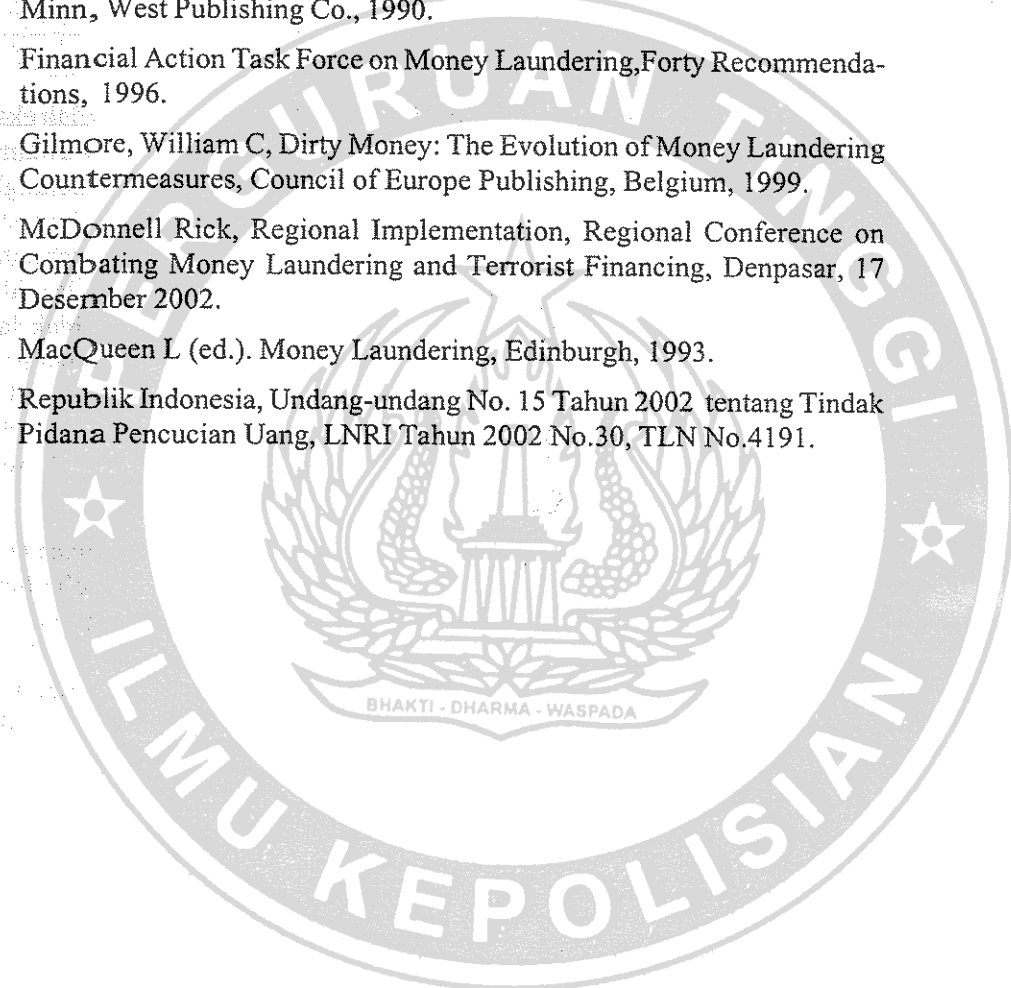 Minn, West Publishing Co., 1990.
Financial Action Task Force on Money Laundering,Forty Recommenda-
tions, 1996.
Gilmore, William C, Dirty Money: The Evolution of Money Laundering
Countermeasures, Council of Europe Publishing, Belgium, 1999.
McDonnell Rick, Regional Implementation, Regional Conference on
Combating Money Laundering and Terrorist Financing, Denpasar, 17
Desember 2002.
MacQueen L (ed.). Money Laundering, Edinburgh, 1993.
Republik Indonesia, Undang-undang No. 15 Tahun 2002 tentang Tindak
Pidana Pencucian Uang, LNRI Tahun 2002 No.30, TLN No.4191.
PERGURUAN TINGGI
BHAKTI - DHARMA - WASPADA
ILMU KEPOLISIAN